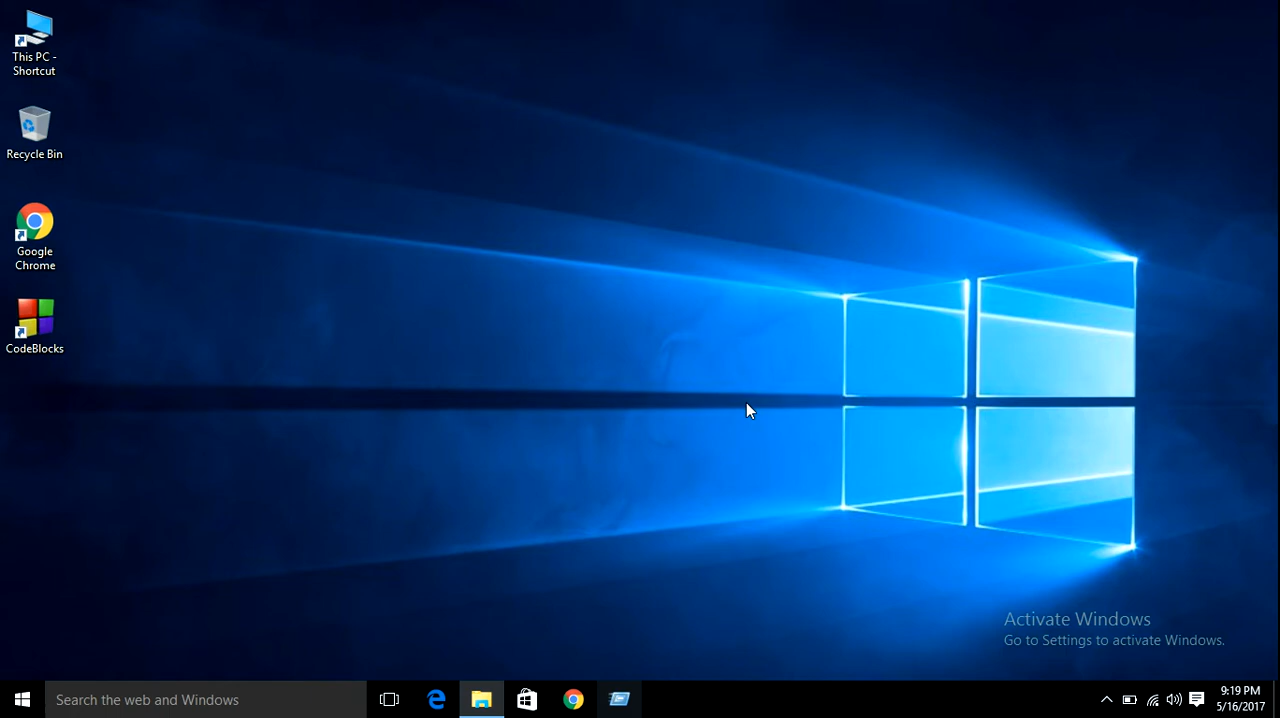 This PC -
Shortcut
Recycle Bin
Google
Chrome
CodeBlocks
Activate Windows
Go to Settings to activate Windows.
Search the web and Windows
9:19 PM
5/16/2017